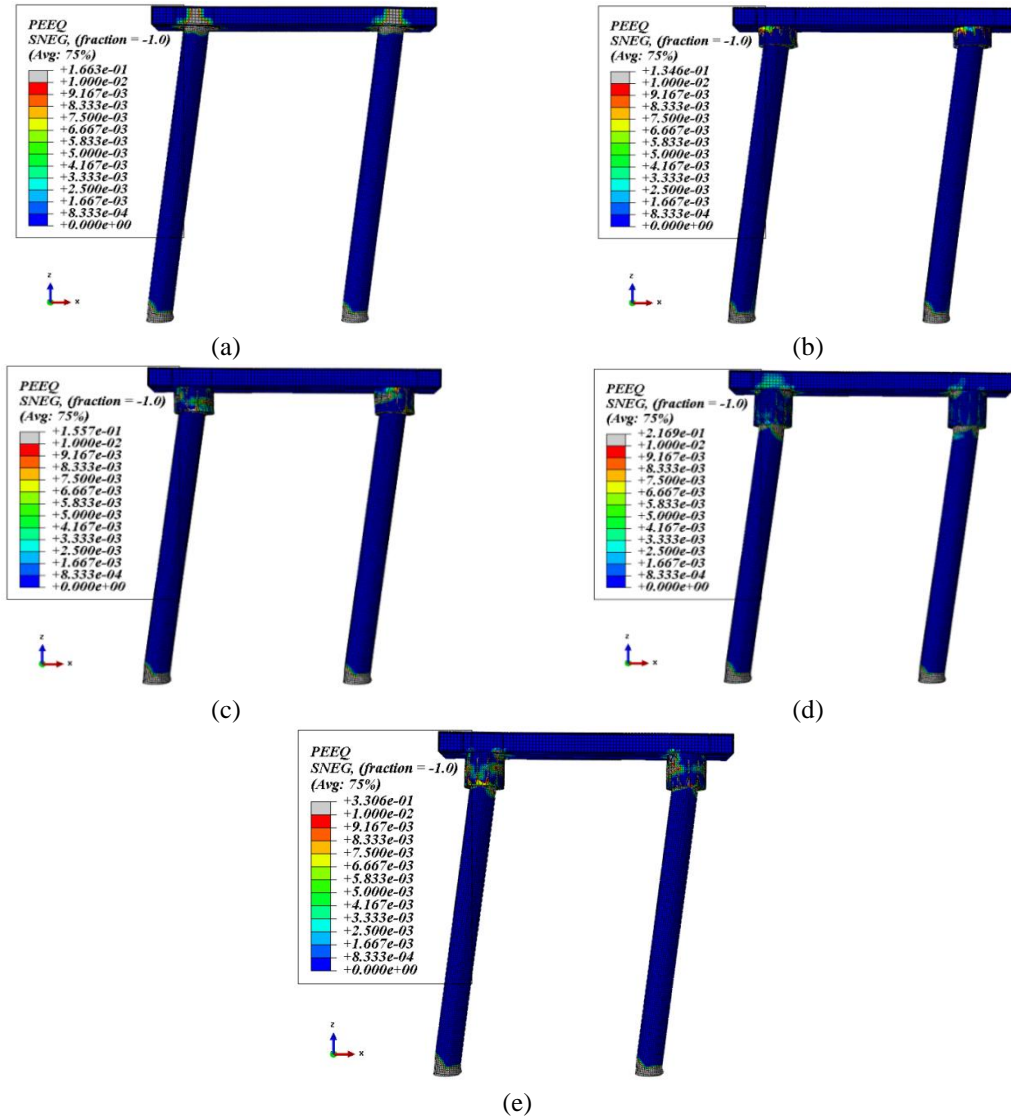 PEEQ
SNEG, (fraction = -1.0)
(Avg: 75%)
+1.663e-01
+1.000e-02
+9.167e-03
+8.333e-03
+7.500e-03
+6.667e-03
+5.833e-03
+5.000e-03
+4.167e-03
+3.333e-03
+2.500e-03
+1.667e-03
+8.333e-04
+0.000e+00
z
x
(a)
PEEQ
SNEG, (fraction = -1.0)
(Avg: 75%)
+1.346e-01
+1.000e-02
+9.167e-03
+8.333e-03
+7.500e-03
+6.667e-03
+5.833e-03
+5.000e-03
+4.167e-03
+3.333e-03
+2.500e-03
+1.667e-03
+8.333e-04
+0.000e+00
z
x
(b)
PEEQ
SNEG, (fraction = -1.0)
(Avg: 75%)
+1.557e-01
+1.000e-02
+9.167e-03
+8.333e-03
+7.500e-03
+6.667e-03
+5.833e-03
+5.000e-03
+4.167e-03
+3.333e-03
+2.500e-03
+1.667e-03
+8.333e-04
+0.000e+00
z
x
(c)
PEEQ
SNEG, (fraction = -1.0)
(Avg: 75%)
+2.169e-01
+1.000e-02
+9.167e-03
+8.333e-03
+7.500e-03
+6.667e-03
+5.833e-03
+5.000e-03
+4.167e-03
+3.333e-03
+2.500e-03
+1.667e-03
+8.333e-04
+0.000e+00
z
x
(d)
PEEQ
SNEG, (fraction = -1.0)
(Avg: 75%)
+3.306e-01
+1.000e-02
+9.167e-03
+8.333e-03
+7.500e-03
+6.667e-03
+5.833e-03
+5.000e-03
+4.167e-03
+3.333e-03
+2.500e-03
+1.667e-03
+8.333e-04
+0.000e+00
z
x
(e)